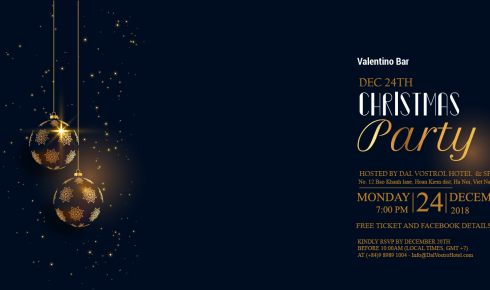 Valentino Bar
DEC 24TH
CHRISTMAS
Party
HOSTED BY DAL VOSTROL HOTEL & SP
No. 12 Bao Khanh lane, Hoan Kiem dist, Ha Noi, Viet N
MONDAY 24 DECEM
7:00 PM 2018
FREE TICKET AND FACEBOOK DETAILS
KINDLY RSVP BY DECEMBER 20TH
BEFORE 10:00AM (LOCAL TIMES, GMT +7)
AT (+84)9 8989 1004 - Info@DalVostroHotel.com